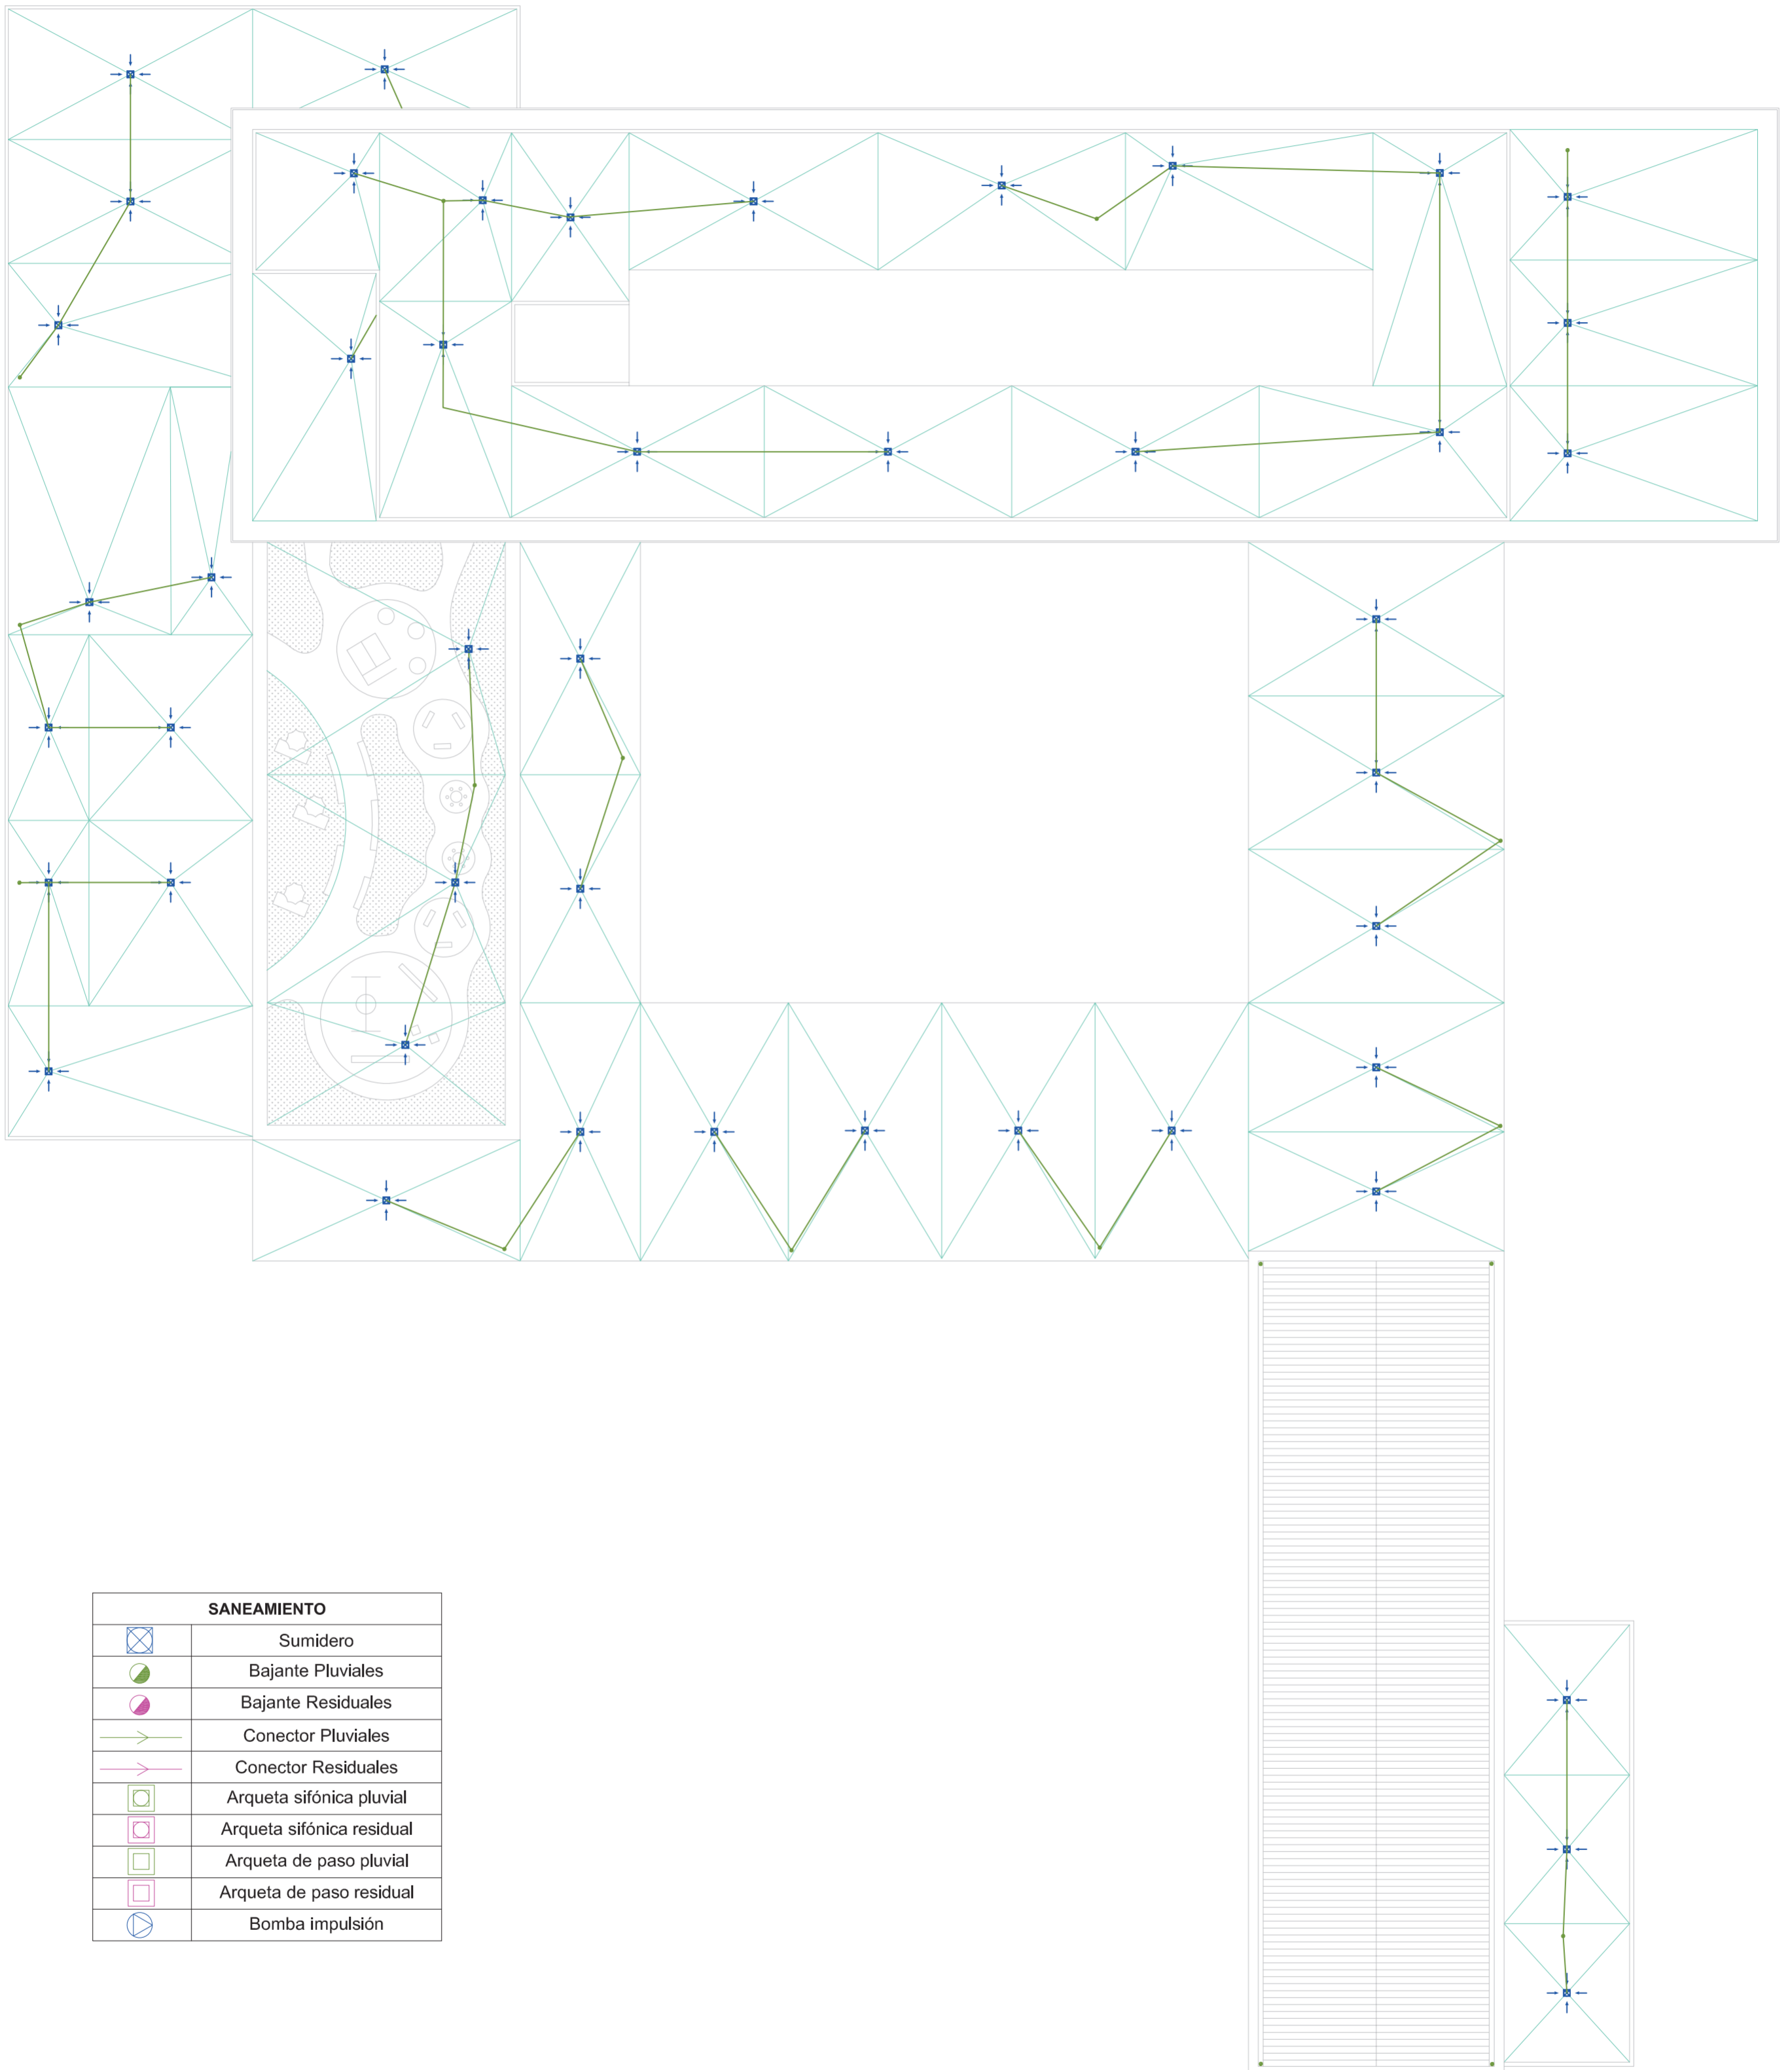 SANEAMIENTO
Sumidero
Bajante Pluviales
Bajante Residuales
Conector Pluviales
Conector Residuales
Arqueta sifónica pluvial
Arqueta sifónica residual
Arqueta de paso pluvial
Arqueta de paso residual
Bomba impulsión